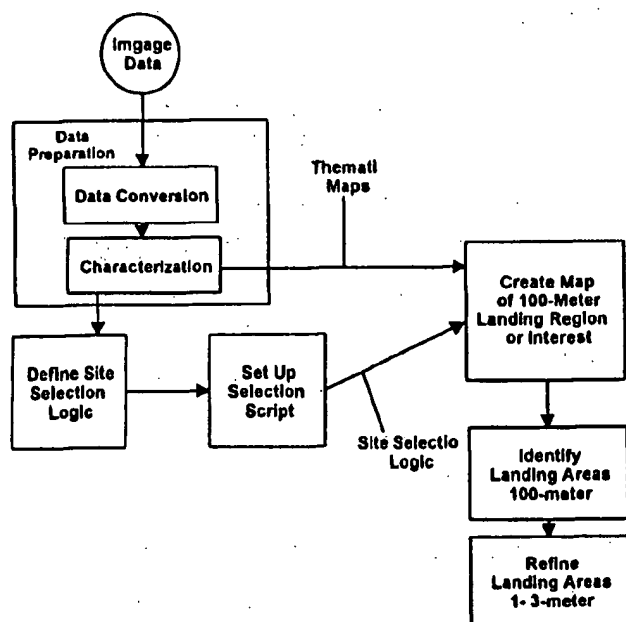 Imgage
Data
Data
Preparation
Data Conversion
Characterization
Themati
Maps
Create Map
of 100-Meter
Landing Region
or Interest
Define Site
Selection
Logic
Set Up
Selection
Script
Site Selectio
Logic
Identify
Landing Areas
100-mater
Refine
Landing Areas
1- 3-meter